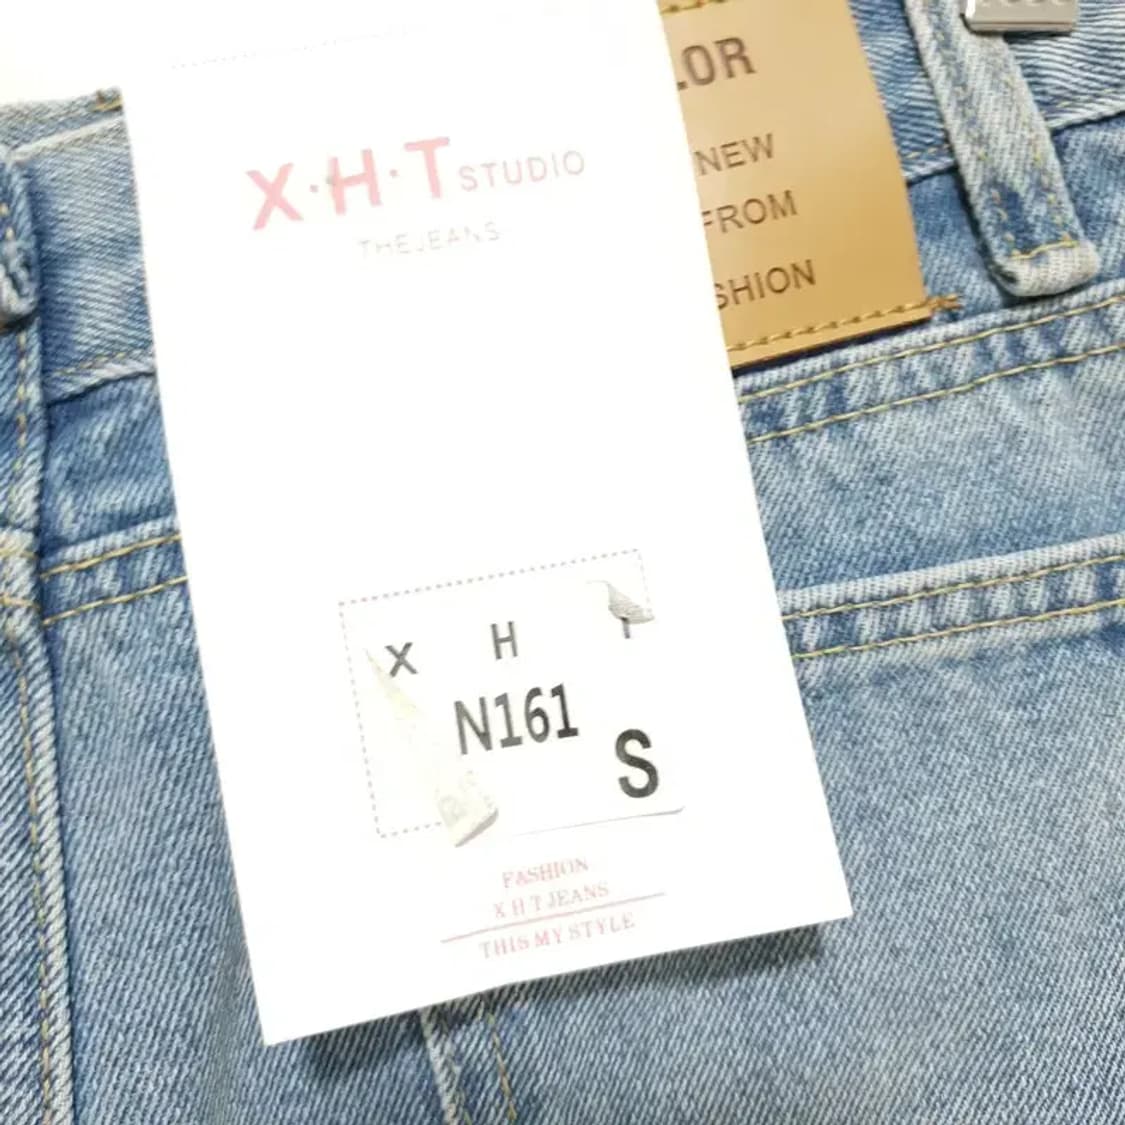 X·H·T STUDIO
THEJEANS
X H T
N161
S
FASHION
X H T JEANS
THIS MY STYLE
LOR
NEW
FROM
SHION